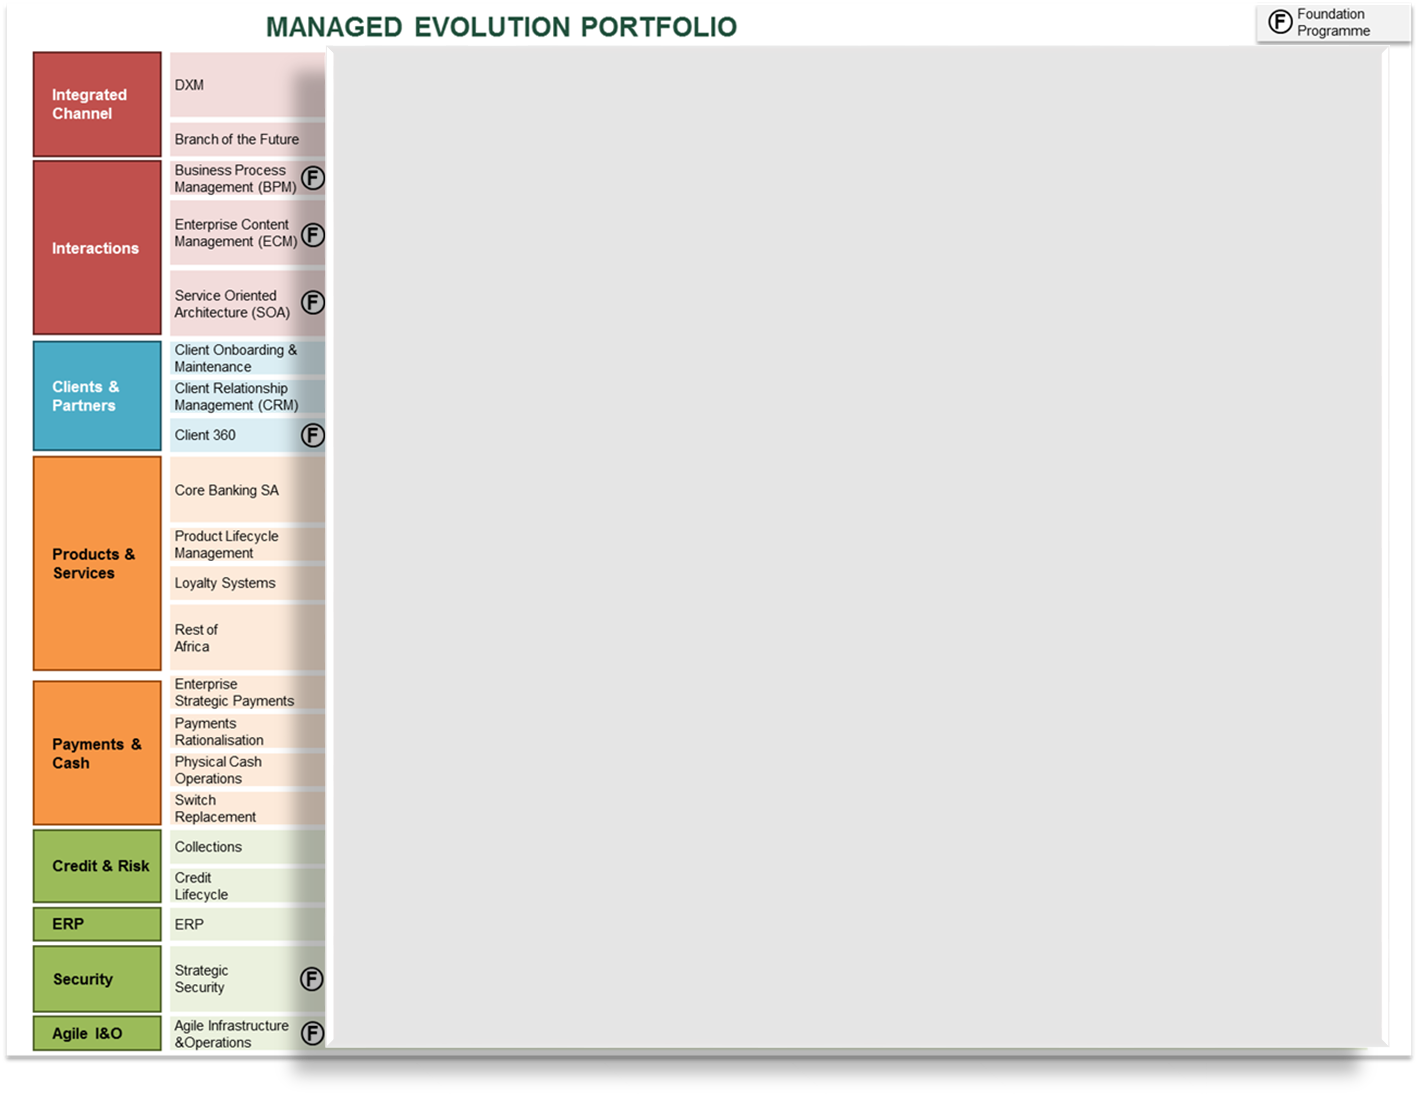 MANAGED EVOLUTION PORTFOLIO
F
Foundation
Programme
Integrated
Channel
DXM
Branch of the Future
Interactions
Business Process
Management (BPM)
F
Enterprise Content
Management (ECM)
F
Service Oriented
Architecture (SOA)
F
Clients &
Partners
Client Onboarding &
Maintenance
Client Relationship
Management (CRM)
Client 360
F
Products &
Services
Core Banking SA
Product Lifecycle
Management
Loyalty Systems
Rest of
Africa
Payments &
Cash
Enterprise
Strategic Payments
Payments
Rationalisation
Physical Cash
Operations
Switch
Replacement
Credit & Risk
Collections
Credit
Lifecycle
ERP
ERP
Security
Strategic
Security
F
Agile I&O
Agile Infrastructure
&Operations
F